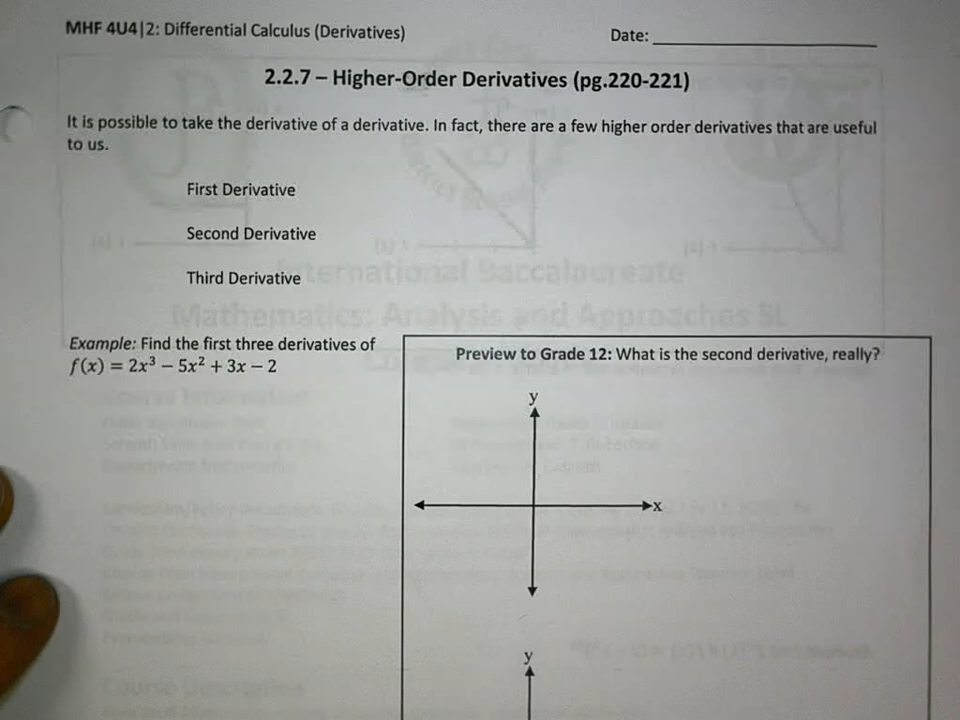 MHF 4U4|2: Differential Calculus (Derivatives)
Date:
2.2.7 – Higher-Order Derivatives (pg.220-221)
It is possible to take the derivative of a derivative. In fact, there are a few higher order derivatives that are useful
to us.
First Derivative
Second Derivative
Third Derivative
International Baccalaureate
Mathematics: Analysis and Approaches SL
Example: Find the first three derivatives of
f(x) = 2x³ − 5x² + 3x − 2
Preview to Grade 12: What is the second derivative, really?
y
x
y
Course Description